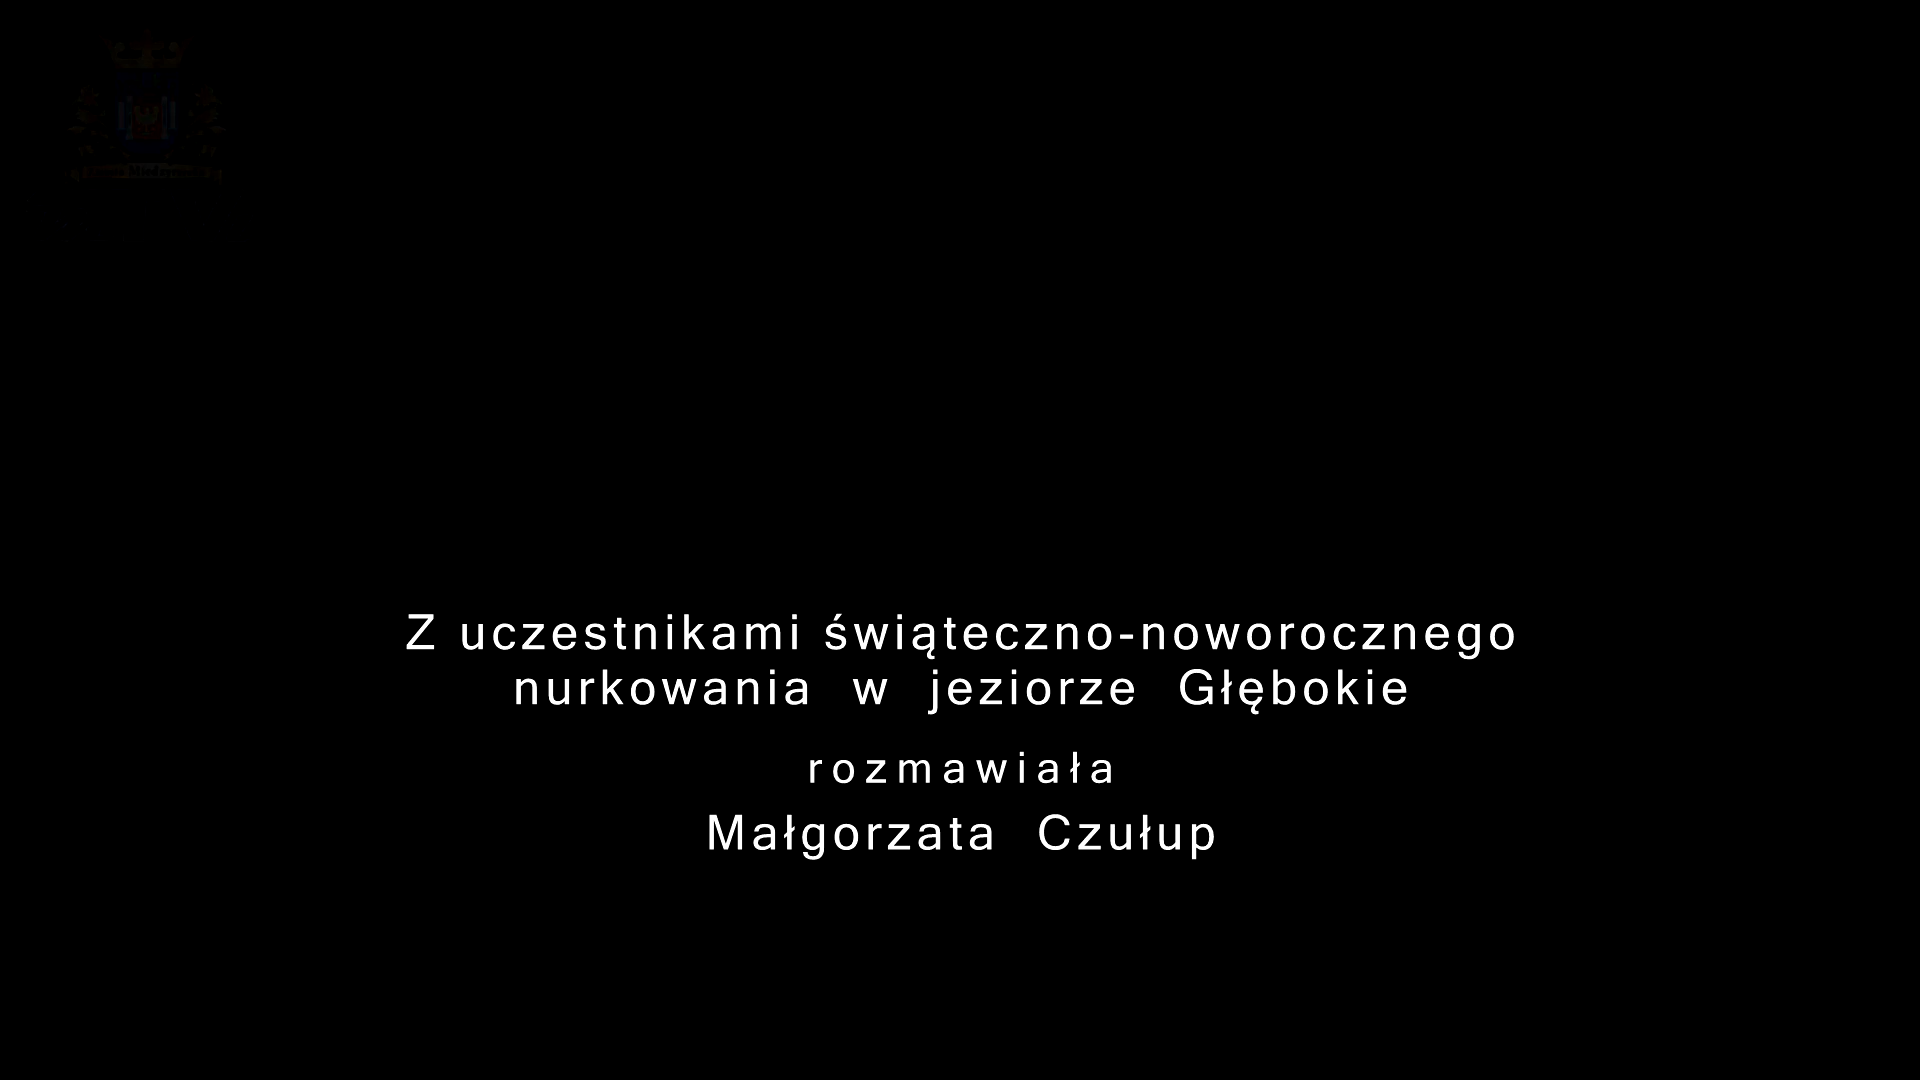 Z uczestnikami świąteczno-noworocznego
nurkowania w jeziorze Głębokie
rozmawiała
Małgorzata Czułup